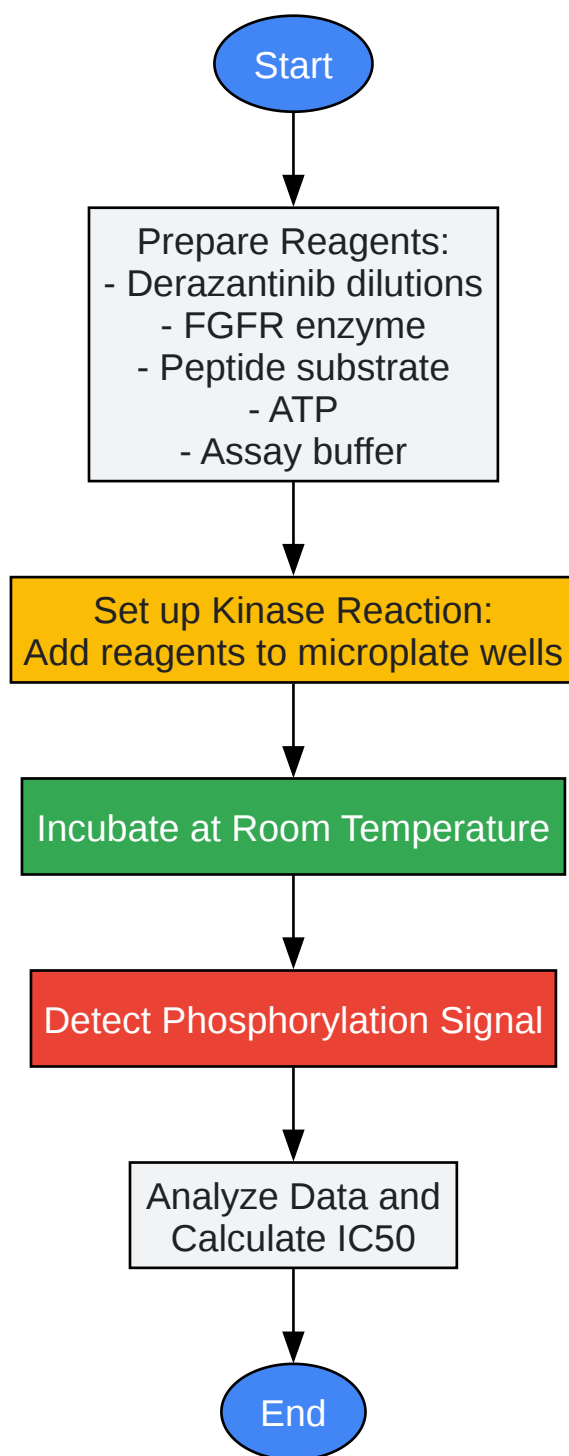 Start
Prepare Reagents:
- Derazantinib dilutions
- FGFR enzyme
- Peptide substrate
- ATP
- Assay buffer
Set up Kinase Reaction:
Add reagents to microplate wells
Incubate at Room Temperature
Detect Phosphorylation Signal
Analyze Data and
Calculate IC50
End